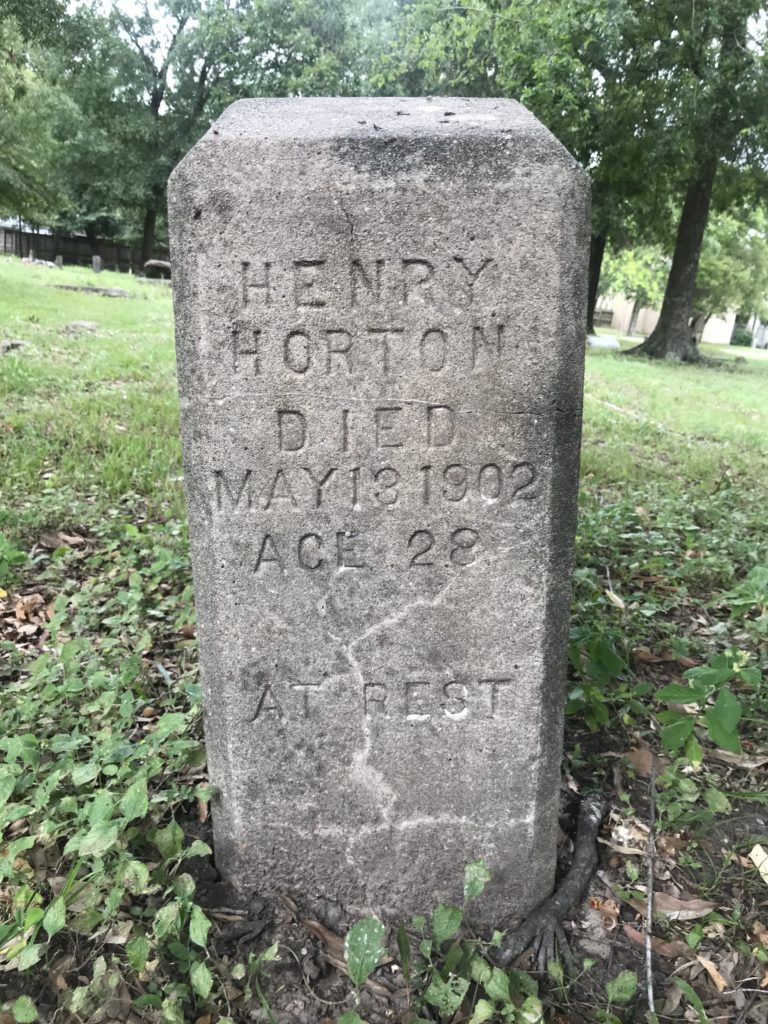 HENRY
HORTON
DIED
MAY 13 1902
AGE 28
AT REST